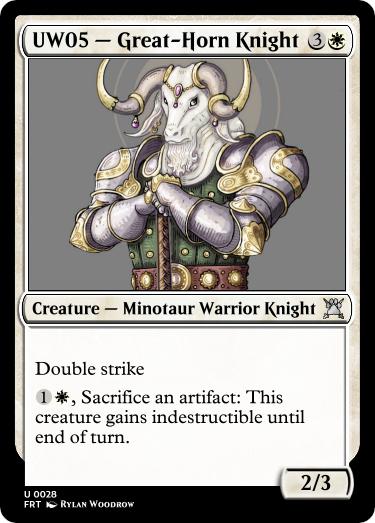 UW05 — Great-Horn Knight 3
Creature — Minotaur Warrior Knight
Double strike
1, Sacrifice an artifact: This
creature gains indestructible until
end of turn.
2/3
U 0028
FRT Rylan Woodrow